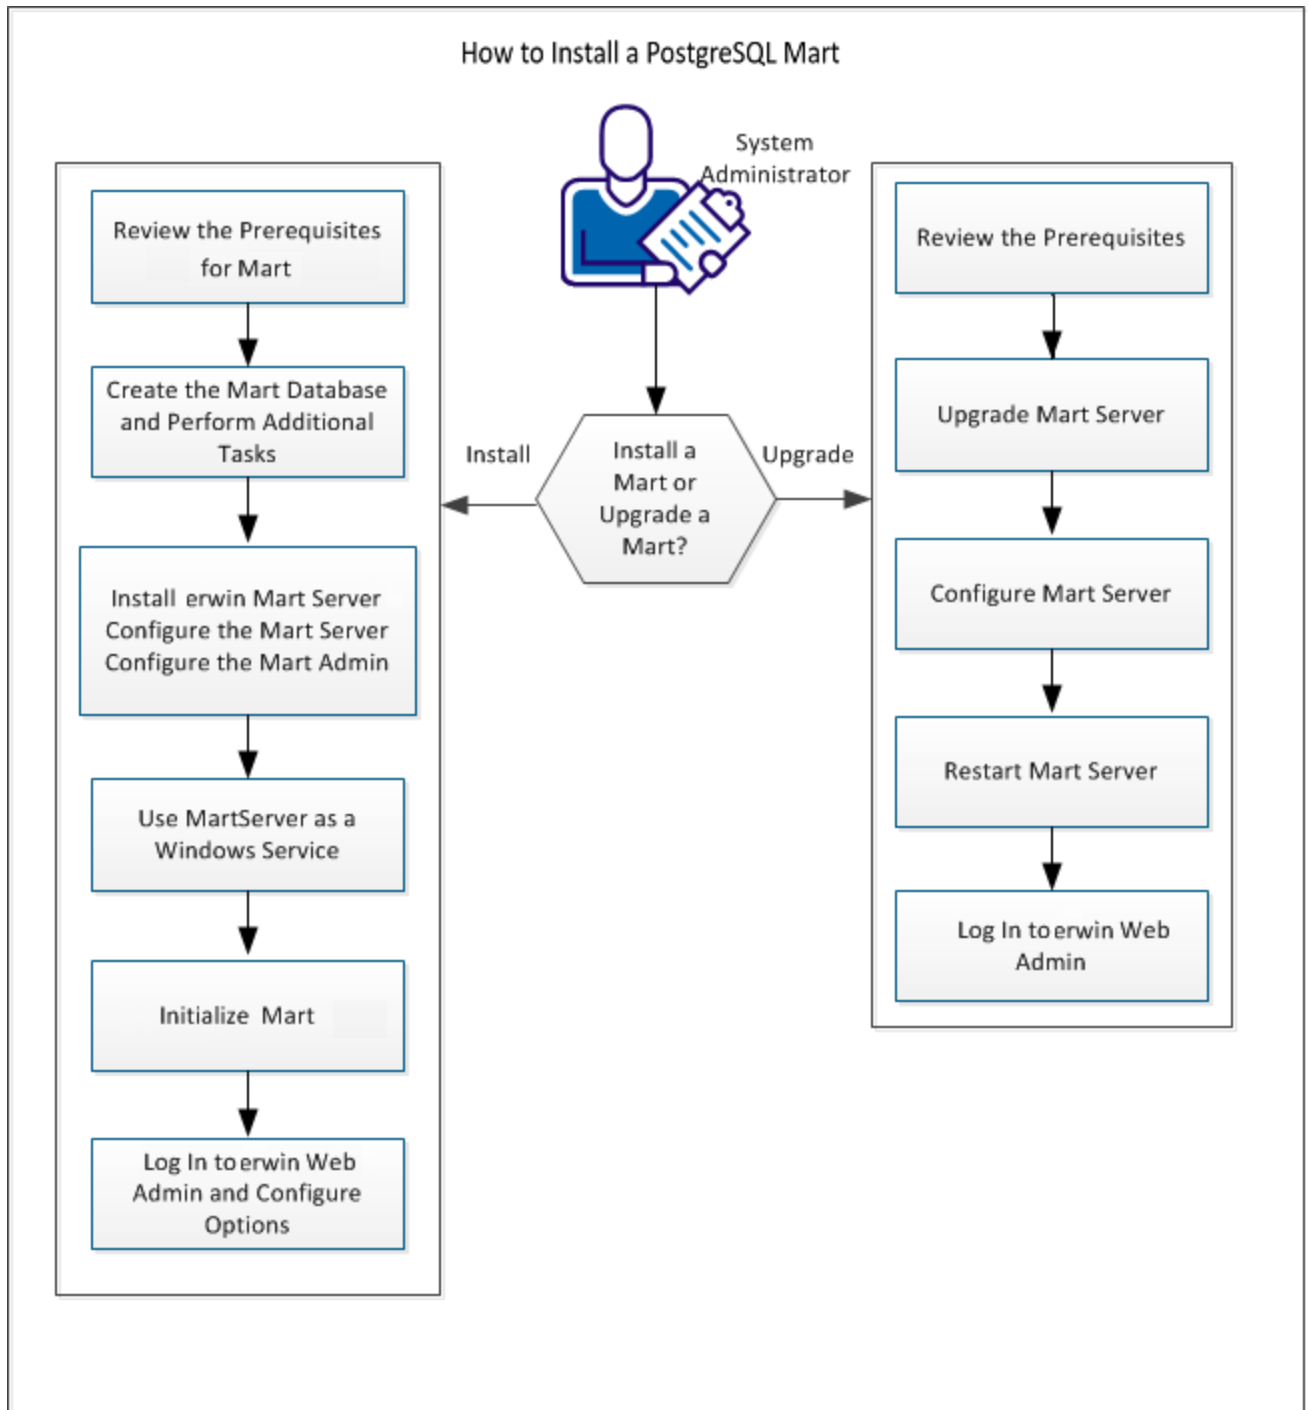 How to Install a PostgreSQL Mart
System
Administrator
Review the Prerequisites
for Mart
Create the Mart Database
and Perform Additional
Tasks
Install erwin Mart Server
Configure the Mart Server
Configure the Mart Admin
Use MartServer as a
Windows Service
Initialize Mart
Log In to erwin Web
Admin and Configure
Options
Install
Install a
Mart or
Upgrade a
Mart?
Upgrade
Review the Prerequisites
Upgrade Mart Server
Configure Mart Server
Restart Mart Server
Log In to erwin Web
Admin